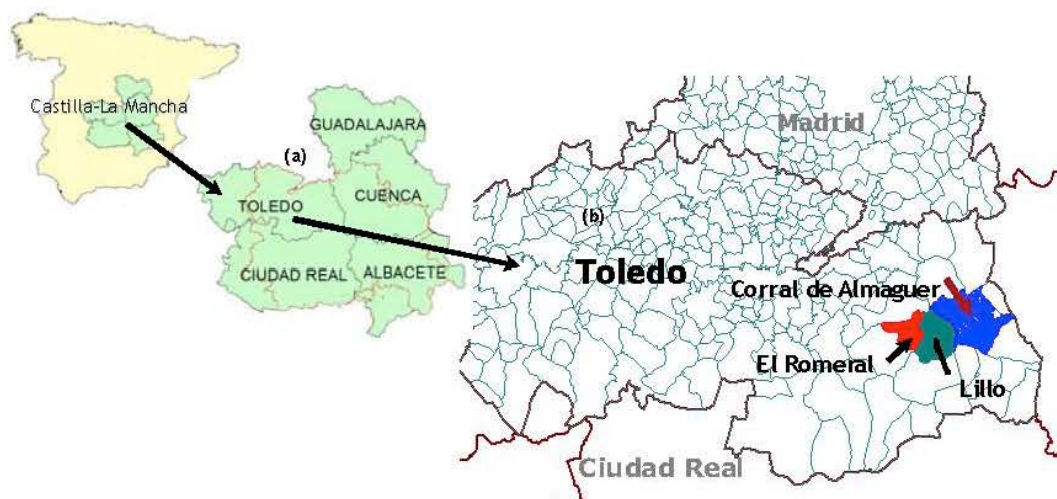 Castilla-La Mancha
(a)
GUADALAJARA
TOLEDO
CUENCA
CIUDAD REAL
ALBACETE
Madrid
(b)
Toledo
Corral de Almaguer
El Romeral
Lillo
Ciudad Real